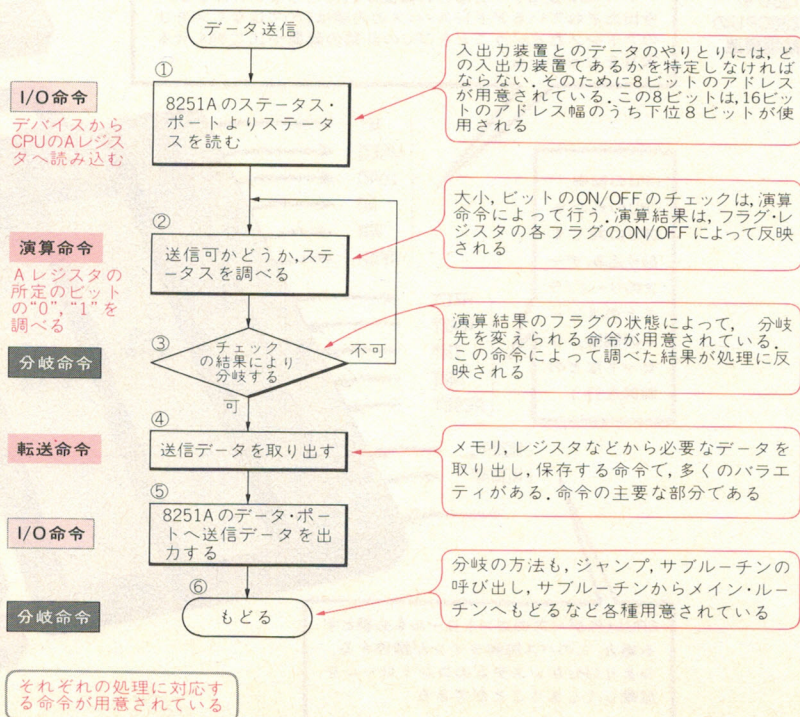 データ送信
①
I/O命令
デバイスから
CPUのAレジス
タへ読み込む
8251Aのステータス・
ポートよりステータ
スを読む
入出力装置とのデータのやりとりには，ど
の入出力装置であるかを特定しなければ
ならない．そのために8ビットのアドレス
が用意されている．この8ビットは，16ビッ
トのアドレス幅のうち下位8ビットが使
用される
②
演算命令
Aレジスタの
所定のビット
の“0”，“1”を
調べる
送信可かどうか，ステ
ータスを調べる
大小，ビットのON/OFFのチェックは，演算
命令によって行う．演算結果は，フラグ・レ
ジスタの各フラグのON/OFFによって反映
される
③
分岐命令
チェック
の結果により
分岐する
不可
可
演算結果のフラグの状態によって， 分岐
先を変えられる命令が用意されている．
この命令によって調べた結果が処理に反
映される
④
転送命令
送信データを取り出す
メモリ，レジスタなどから必要なデータを
取り出し，保存する命令で，多くのバラエ
ティがある．命令の主要な部分である
⑤
I/O命令
8251Aのデータ・ポー
トへ送信データを出
力する
⑥
分岐命令
もどる
分岐の方法も，ジャンプ，サブルーチンの
呼び出し，サブルーチンからメイン・ルー
チンへもどるなど各種用意されている
それぞれの処理に対応す
る命令が用意されている